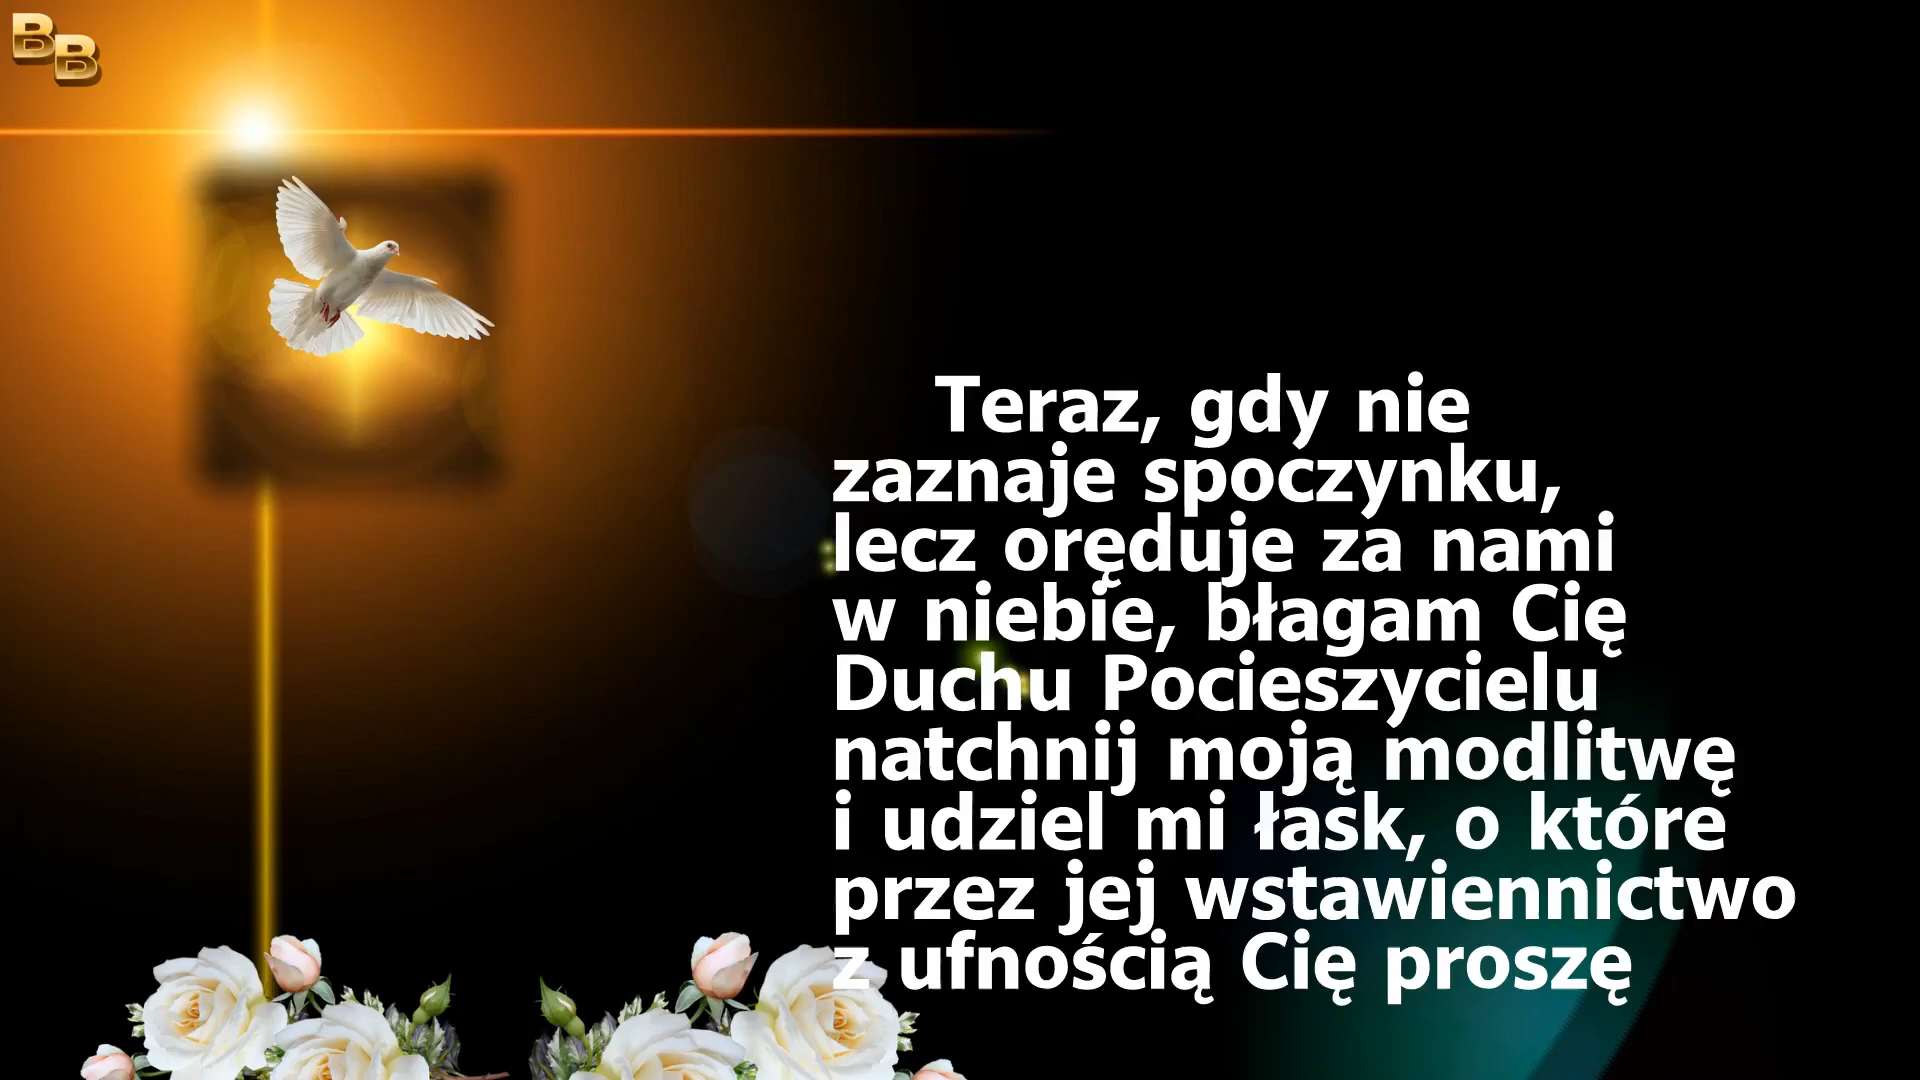 BB
Teraz, gdy nie
zaznaje spoczynku,
lecz oręduje za nami
w niebie, błagam Cię
Duchu Pocieszycielu
natchnij moją modlitwę
i udziel mi łask, o które
przez jej wstawiennictwo
z ufnością Cię proszę